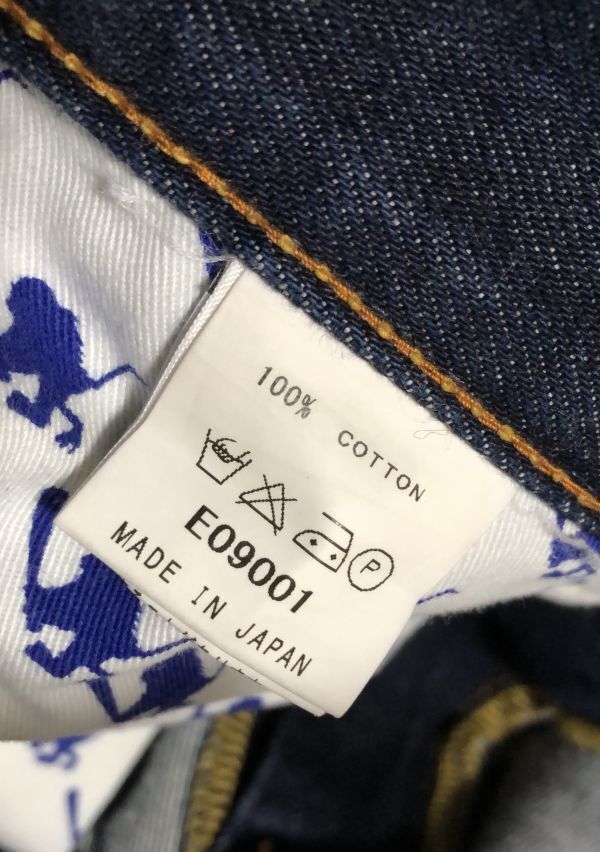 100% COTTON
P
E09001
MADE IN JAPAN